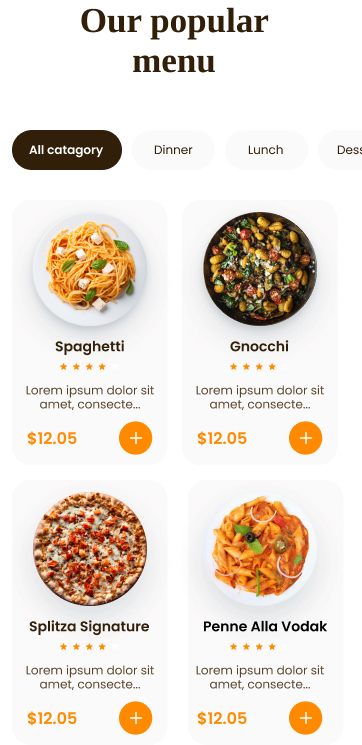 Our popular
menu
All catagory
Dinner
Lunch
Dess
Spaghetti
Lorem ipsum dolor sit
amet, consecte...
$12.05
Gnocchi
Lorem ipsum dolor sit
amet, consecte...
$12.05
Splitza Signature
Lorem ipsum dolor sit
amet, consecte...
$12.05
Penne Alla Vodak
Lorem ipsum dolor sit
amet, consecte...
$12.05